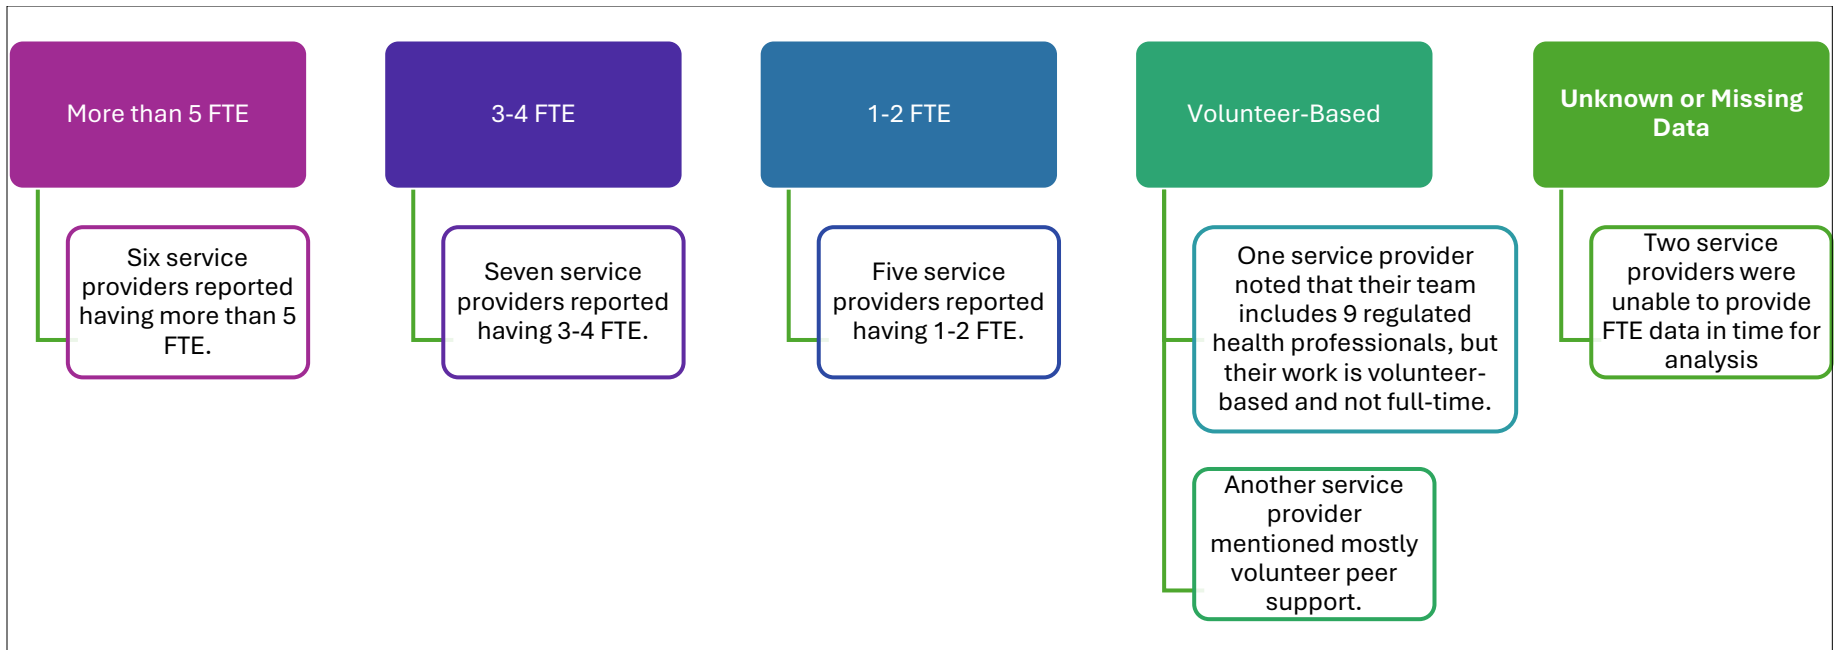 More than 5 FTE
Six service
providers reported
having more than 5
FTE.
3-4 FTE
Seven service
providers reported
having 3-4 FTE.
1-2 FTE
Five service
providers reported
having 1-2 FTE.
Volunteer-Based
One service provider
noted that their team
includes 9 regulated
health professionals, but
their work is volunteer-
based and not full-time.
Another service
provider
mentioned mostly
volunteer peer
support.
Unknown or Missing
Data
Two service
providers were
unable to provide
FTE data in time for
analysis